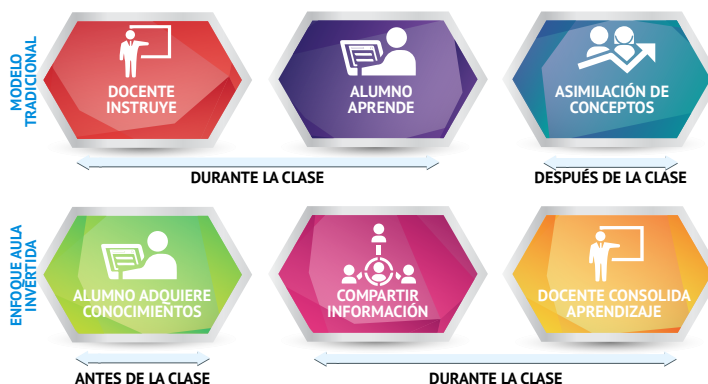 MODELO
TRADICIONAL
DOCENTE
INSTRUYE
ALUMNO
APRENDE
ASIMILACIÓN DE
CONCEPTOS
DURANTE LA CLASE
DESPUÉS DE LA CLASE
ENFOQUE AULA
INVERTIDA
ALUMNO ADQUIERE
CONOCIMIENTOS
COMPARTIR
INFORMACIÓN
DOCENTE CONSOLIDA
APRENDIZAJE
ANTES DE LA CLASE
DURANTE LA CLASE